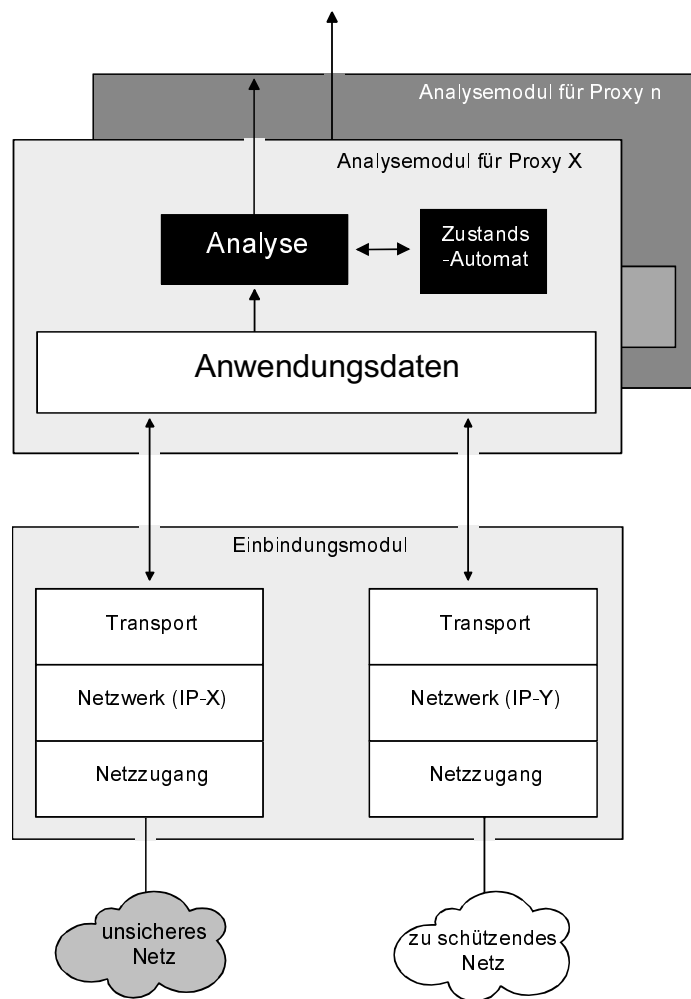 Analysemodul für Proxy n
Analysemodul für Proxy X
Analyse
Zustands
-Automat
Anwendungsdaten
Einbindungsmodul
Transport
Transport
Netzwerk (IP-X)
Netzwerk (IP-Y)
Netzzugang
Netzzugang
unsicheres
Netz
zu schützendes
Netz